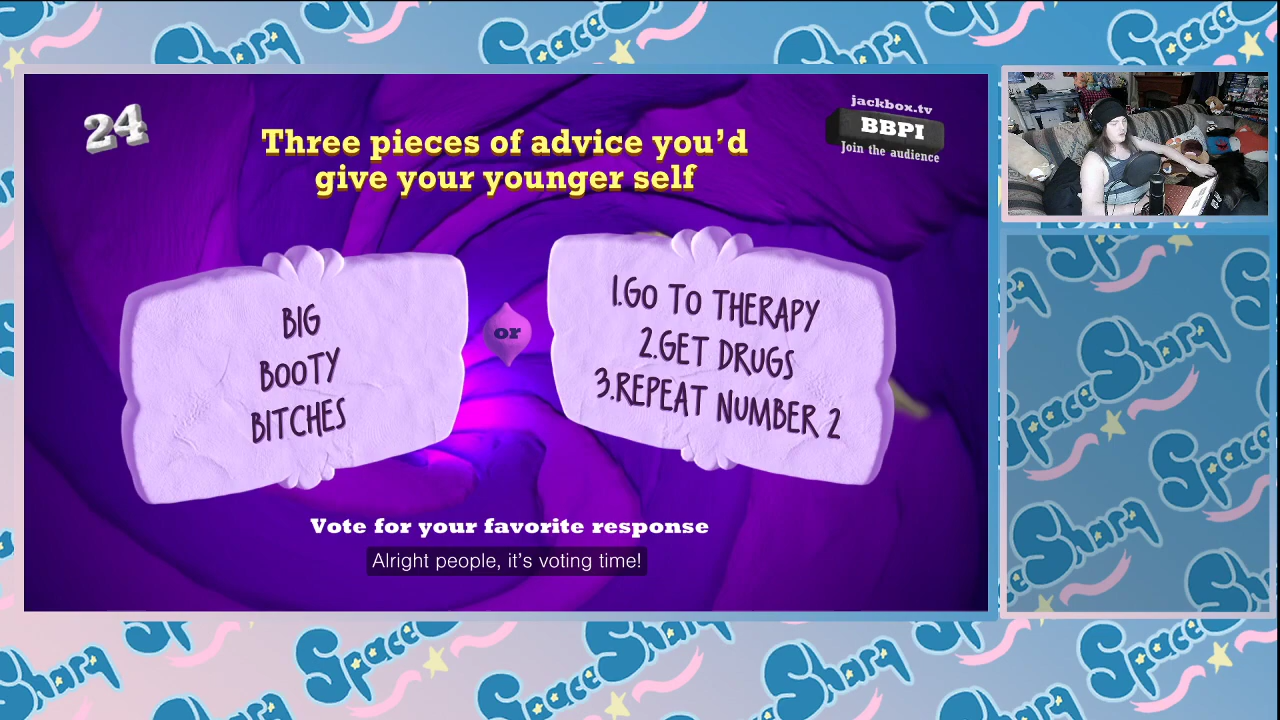 24
jackbox.tv
BBPI
Join the audience
Three pieces of advice you'd
give your younger self
BIG
BOOTY
BITCHES
or
1.GO TO THERAPY
2.GET DRUGS
3.REPEAT NUMBER 2
Vote for your favorite response
Alright people, it's voting time!
Space Sharq